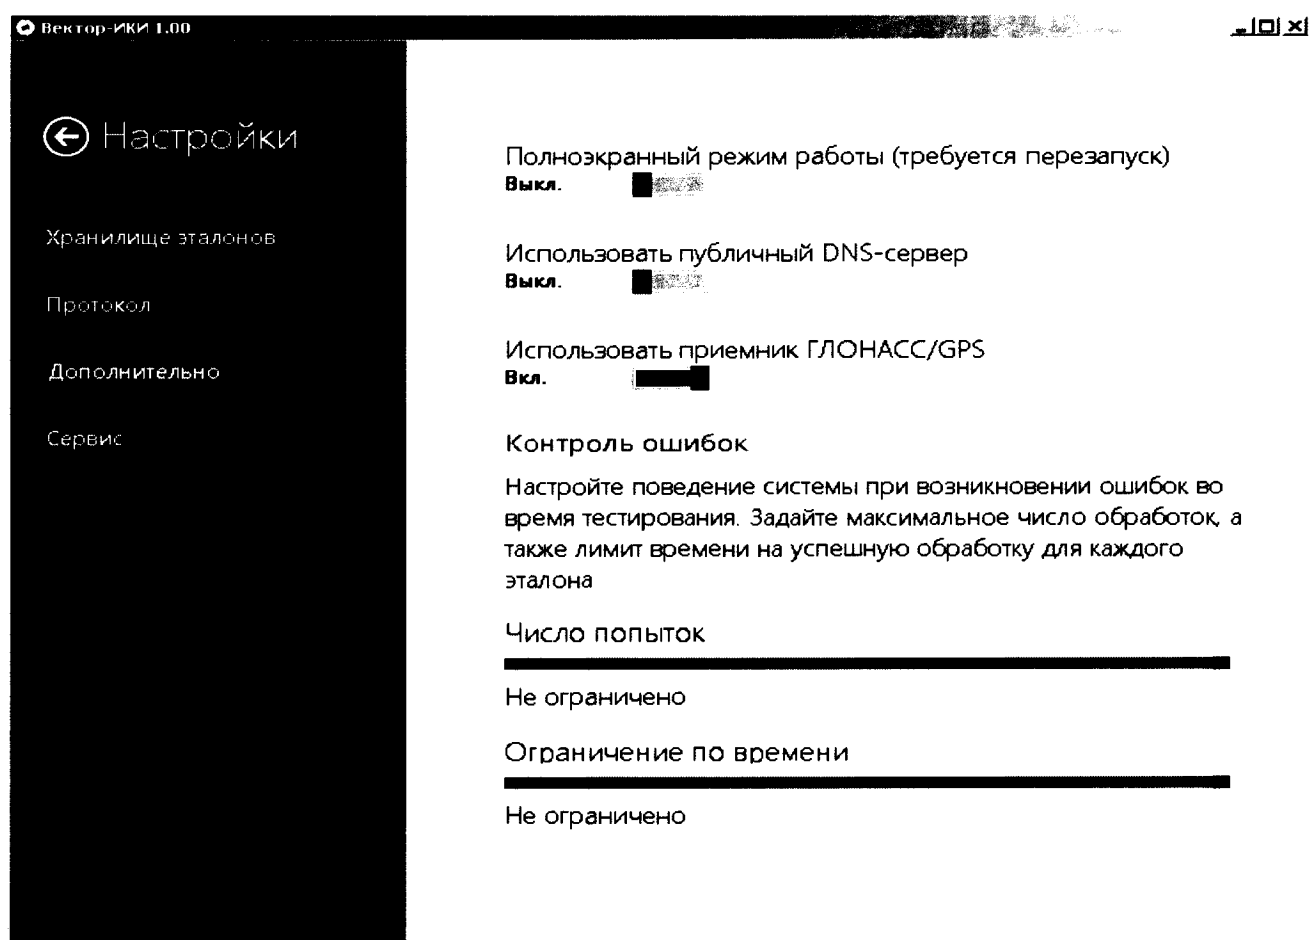 Вектор-ИКИ 1.00
Настройки
Хранилище эталонов
Протокол
Дополнительно
Сервис
Полноэкранный режим работы (требуется перезапуск)
Выкл.
Использовать публичный DNS-сервер
Выкл.
Использовать приемник ГЛОНАСС/GPS
Вкл.
Контроль ошибок
Настройте поведение системы при возникновении ошибок во
время тестирования. Задайте максимальное число обработок, а
также лимит времени на успешную обработку для каждого
эталона
Число попыток
Не ограничено
Ограничение по времени
Не ограничено